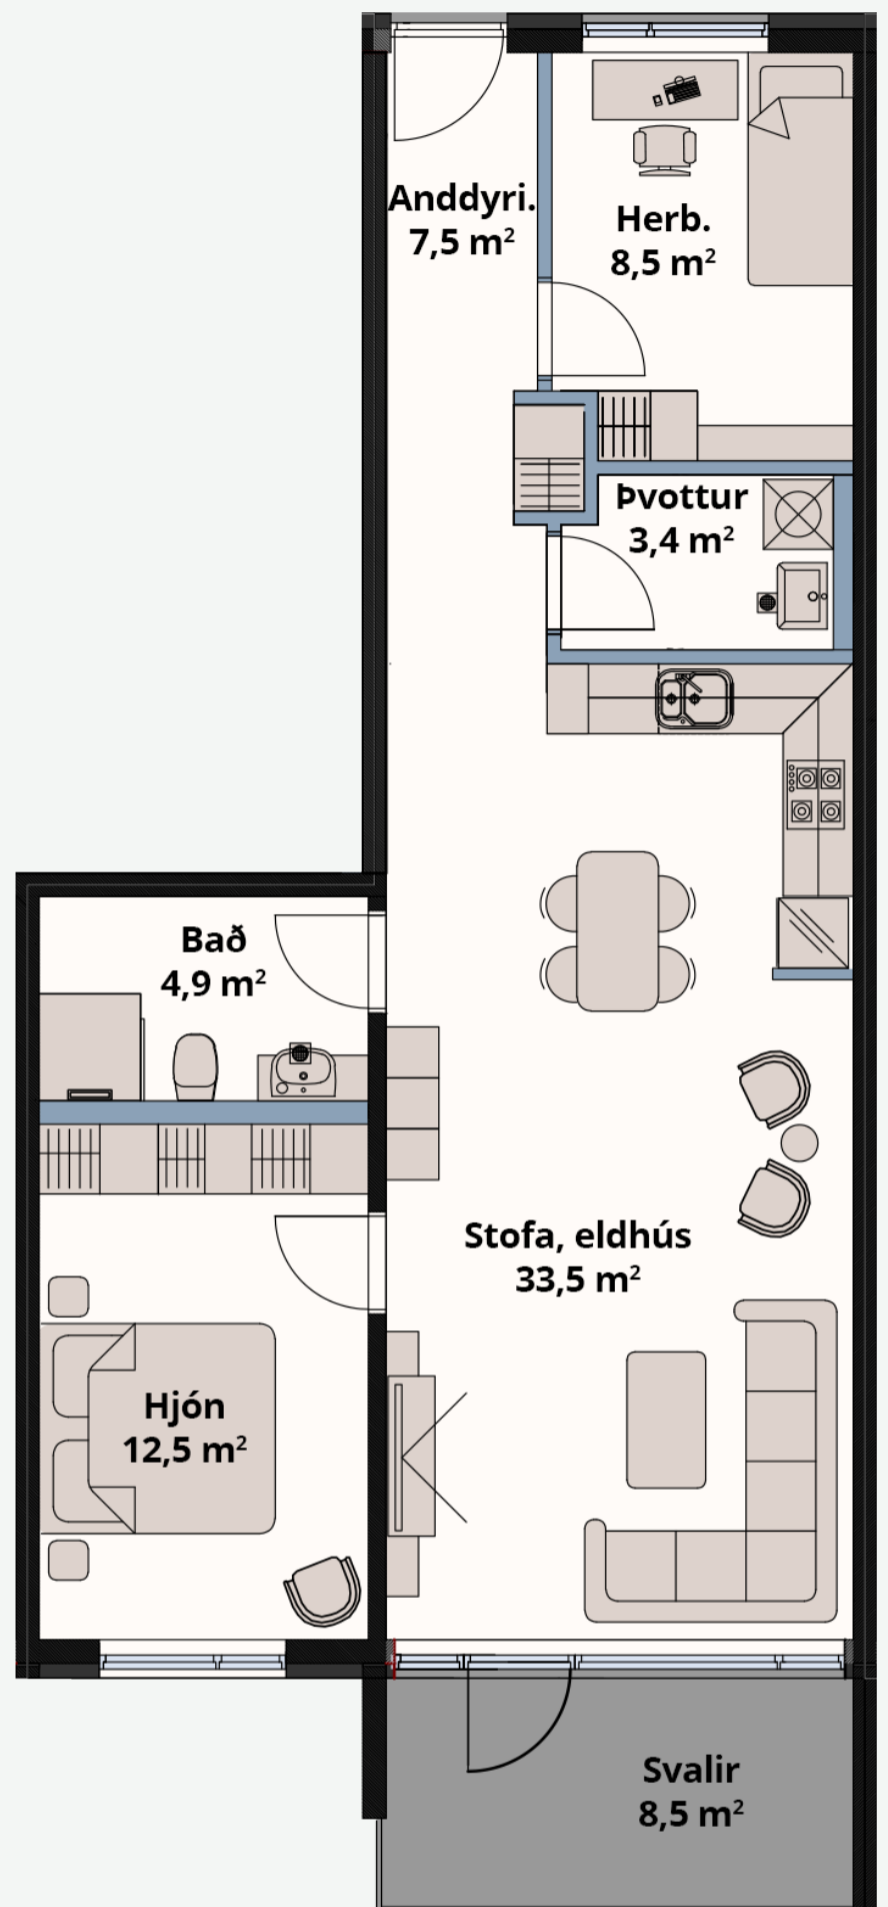 Anddyri.
7,5 m²
Herb.
8,5 m²
Þvottur
3,4 m²
Bað
4,9 m²
Stofa, eldhús
33,5 m²
Hjón
12,5 m²
Svalir
8,5 m²